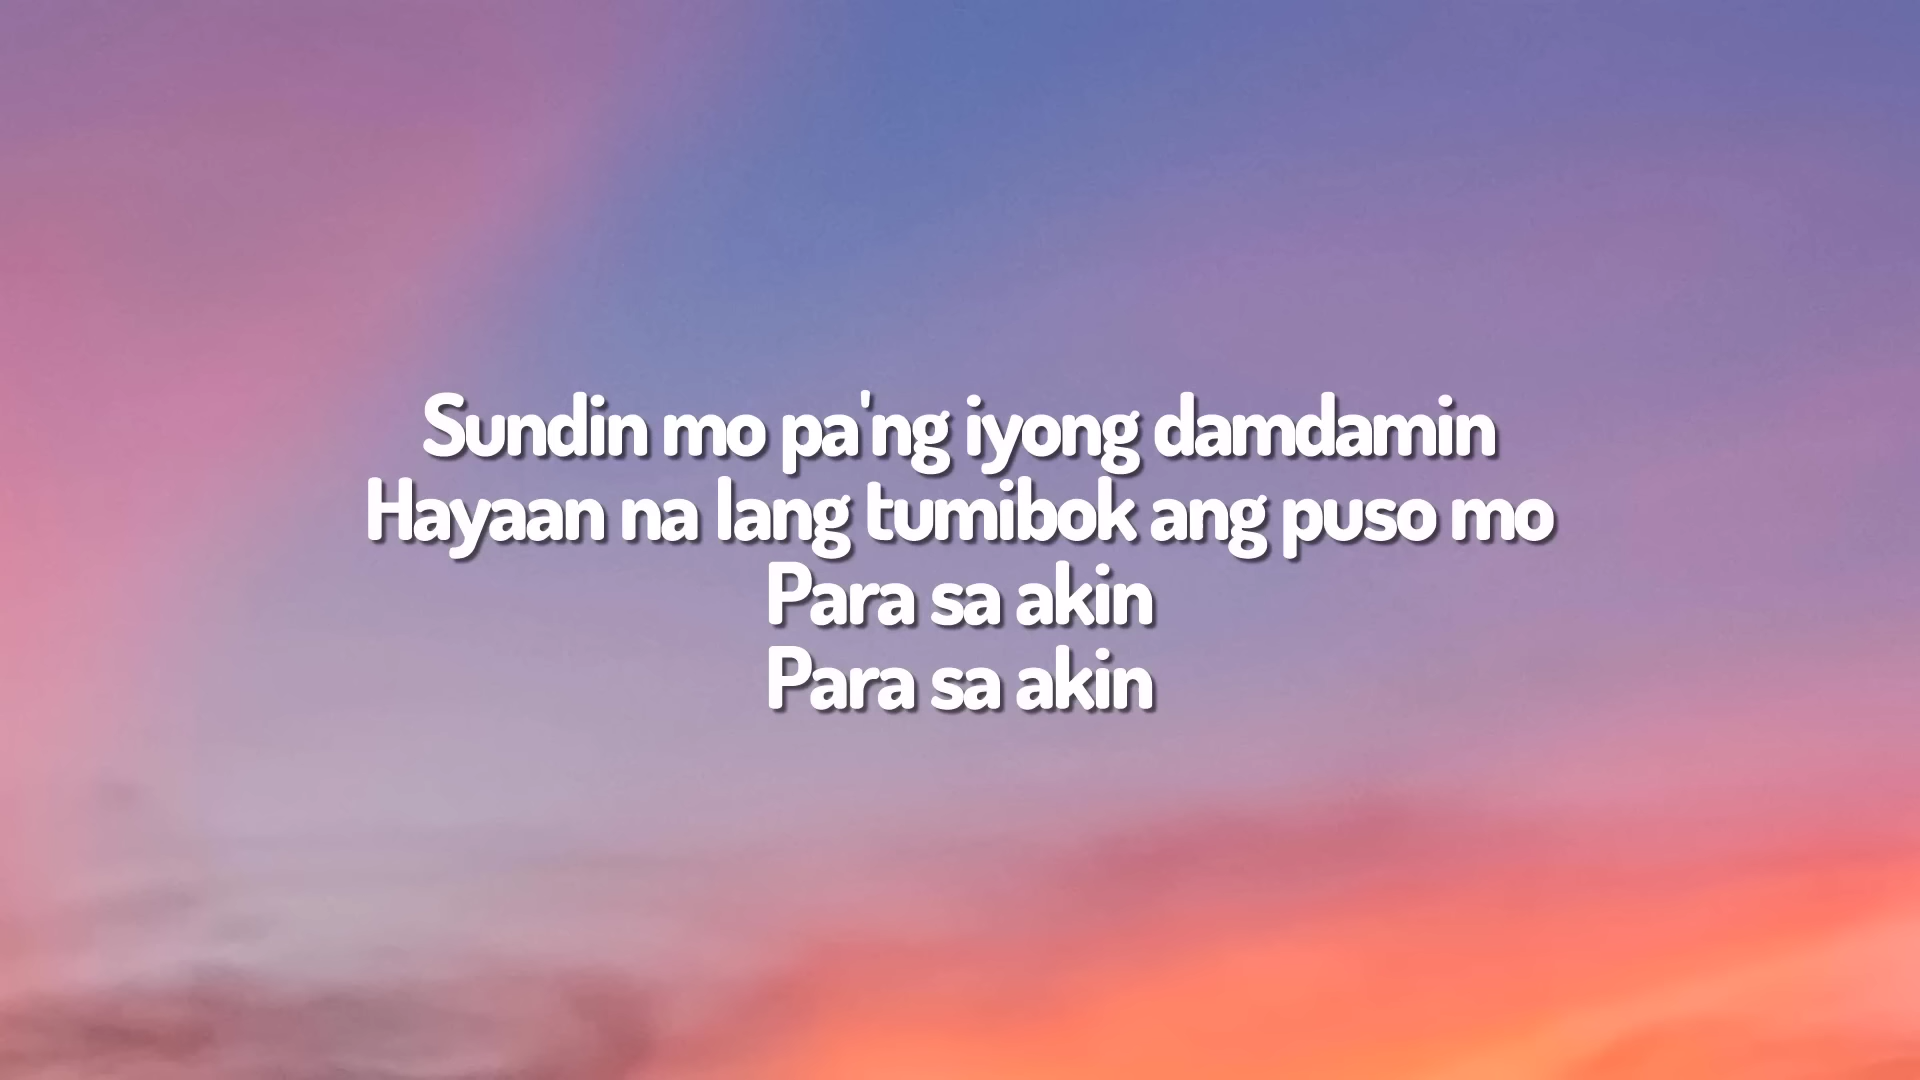 Sundin mo pa'ng iyong damdamin
Hayaan na lang tumibok ang puso mo
Para sa akin
Para sa akin